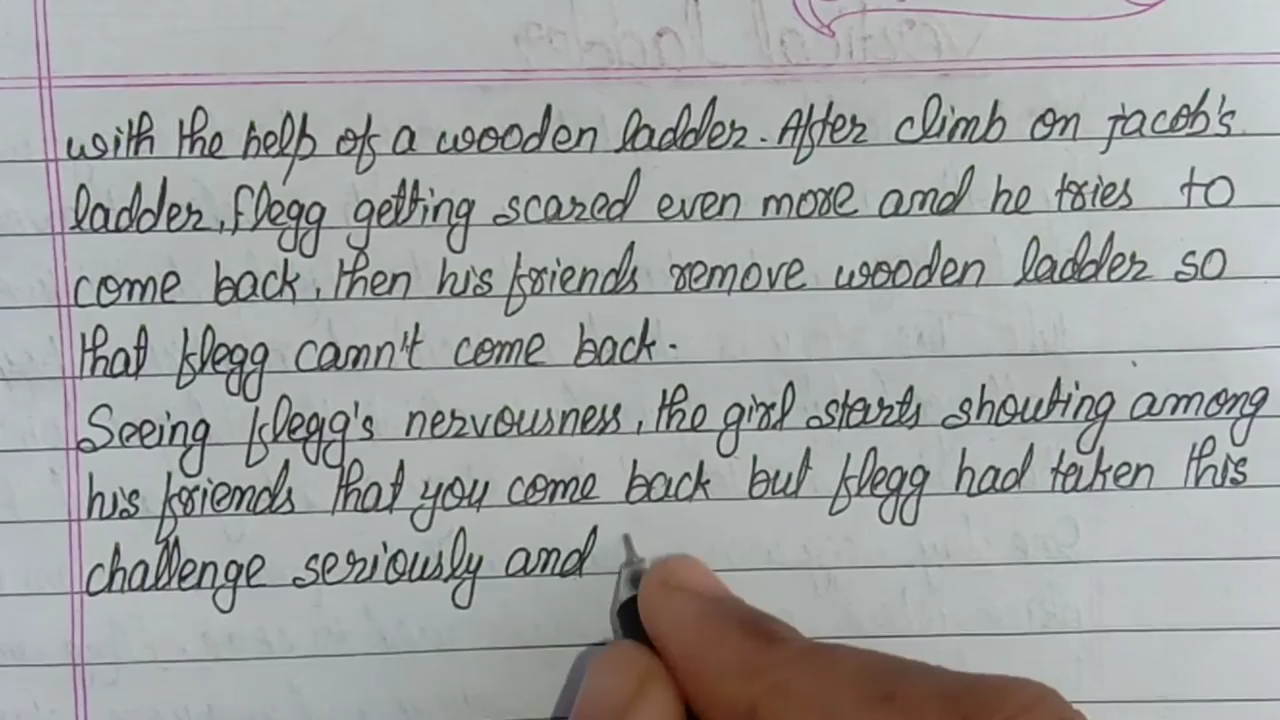 with the help of a wooden ladder. After climb on jacob's
ladder, flegg getting scared even more and he tries to
come back, then his friends remove wooden ladder so
that flegg camn't come back.
Seeing flegg's nervousness, the girl starts shouting among
his friends that you come back but flegg had taken this
challenge seriously and